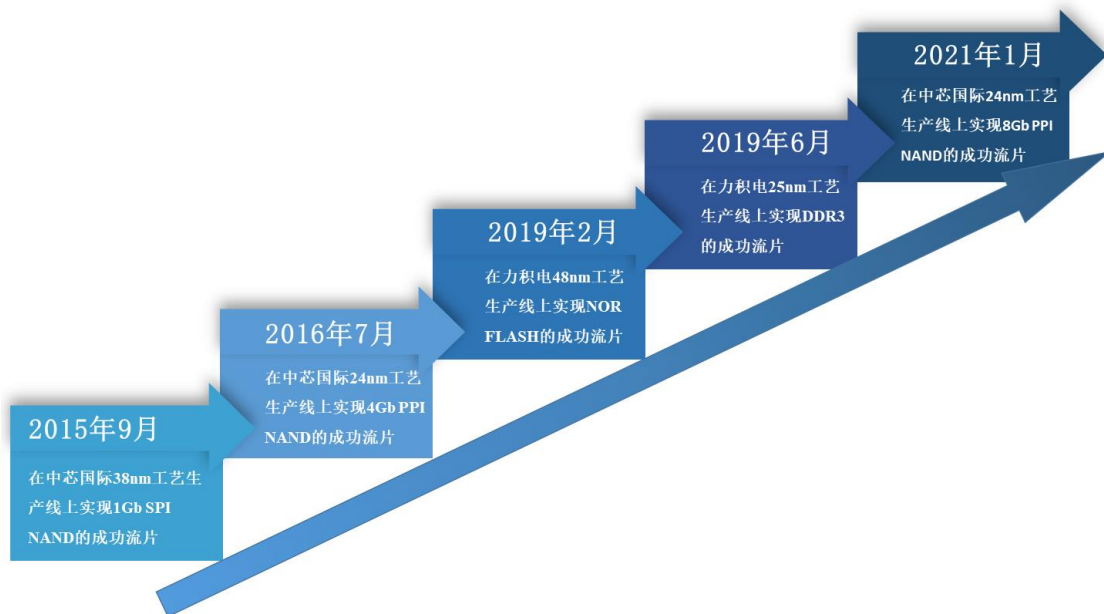 2015年9月
在中芯国际38nm工艺生
产线上实现1Gb SPI
NAND的成功流片
2016年7月
在中芯国际24nm工艺
生产线上实现4Gb PPI
NAND的成功流片
2019年2月
在力积电48nm工艺
生产线上实现NOR
FLASH的成功流片
2019年6月
在力积电25nm工艺
生产线上实现DDR3
的成功流片
2021年1月
在中芯国际24nm工艺
生产线上实现8Gb PPI
NAND的成功流片